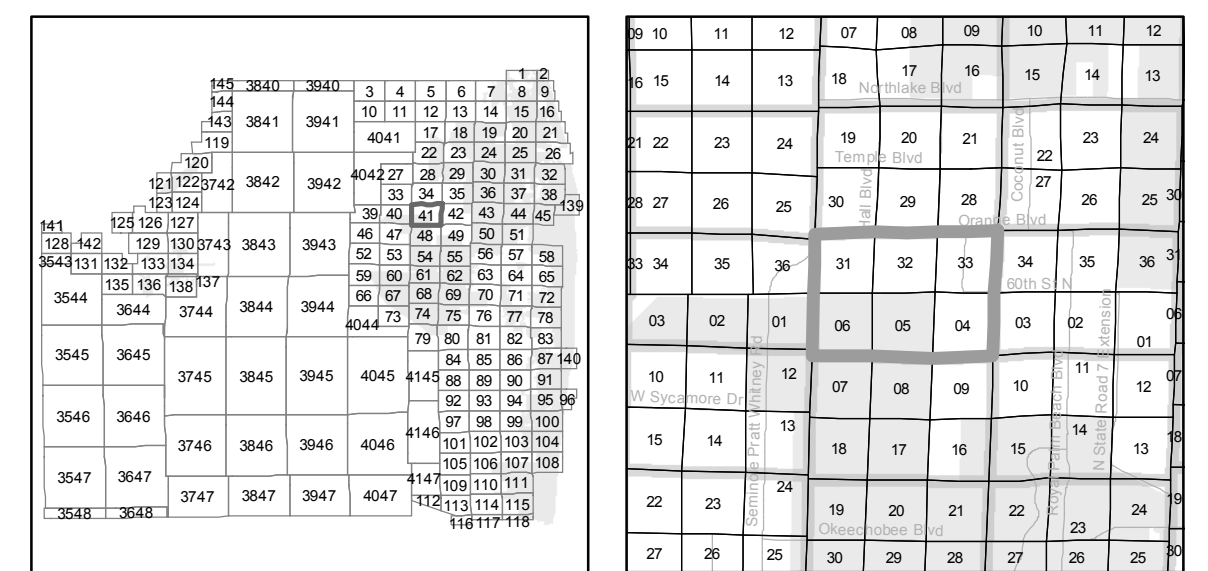 1 2
145 3840 3940 3 4 5 6 7 8 9
144
143 3841 3941 10 11 12 13 14 15 16
119 4041 17 18 19 20 21
120 22 23 24 25 26
121 122 3742 3842 3942 4042 27 28 29 30 31 32
123 124 33 34 35 36 37 38
139
141 125 126 127 39 40 41 42 43 44 45
128 142 129 130 3743 3843 3943 46 47 48 49 50 51
3543 131 132 133 134 52 53 54 55 56 57 58
135 136 138 137 59 60 61 62 63 64 65
3544 3644 3744 3844 3944 66 67 68 69 70 71 72
4044 73 74 75 76 77 78
79 80 81 82 83
3545 3645 84 85 86 87 140
3745 3845 3945 4045 4145 88 89 90 91
92 93 94 95 96
3546 3646 97 98 99 100
3746 3846 3946 4046 4146 101 102 103 104
105 106 107 108
3547 3647 4147 109 110 111
3747 3847 3947 4047 112 113 114 115
3548 3648 116 117 118
09 10 11 12 07 08 09 10 11 12
16 15 14 13 18 17 16 15 14 13
Northlake Blvd
21 22 23 24 19 20 21 22 23 24
Temple Blvd
Coconut Blvd
28 27 26 25 30 29 28 27 26 25 30
Hall Blvd
Orange Blvd
33 34 35 36 31 32 33 34 35 36 31
60th St N
03 02 01 06 05 04 03 02 01 06
10 11 12 07 08 09 10 11 12 07
W Sycamore Dr
Seminole Pratt Whitney Rd
Royal Palm Beach Blvd
N State Road 7 Extension
15 14 13 18 17 16 15 14 13 18
22 23 24 19 20 21 22 23 24 19
Okeechobee Blvd
27 26 25 30 29 28 27 26 25 30